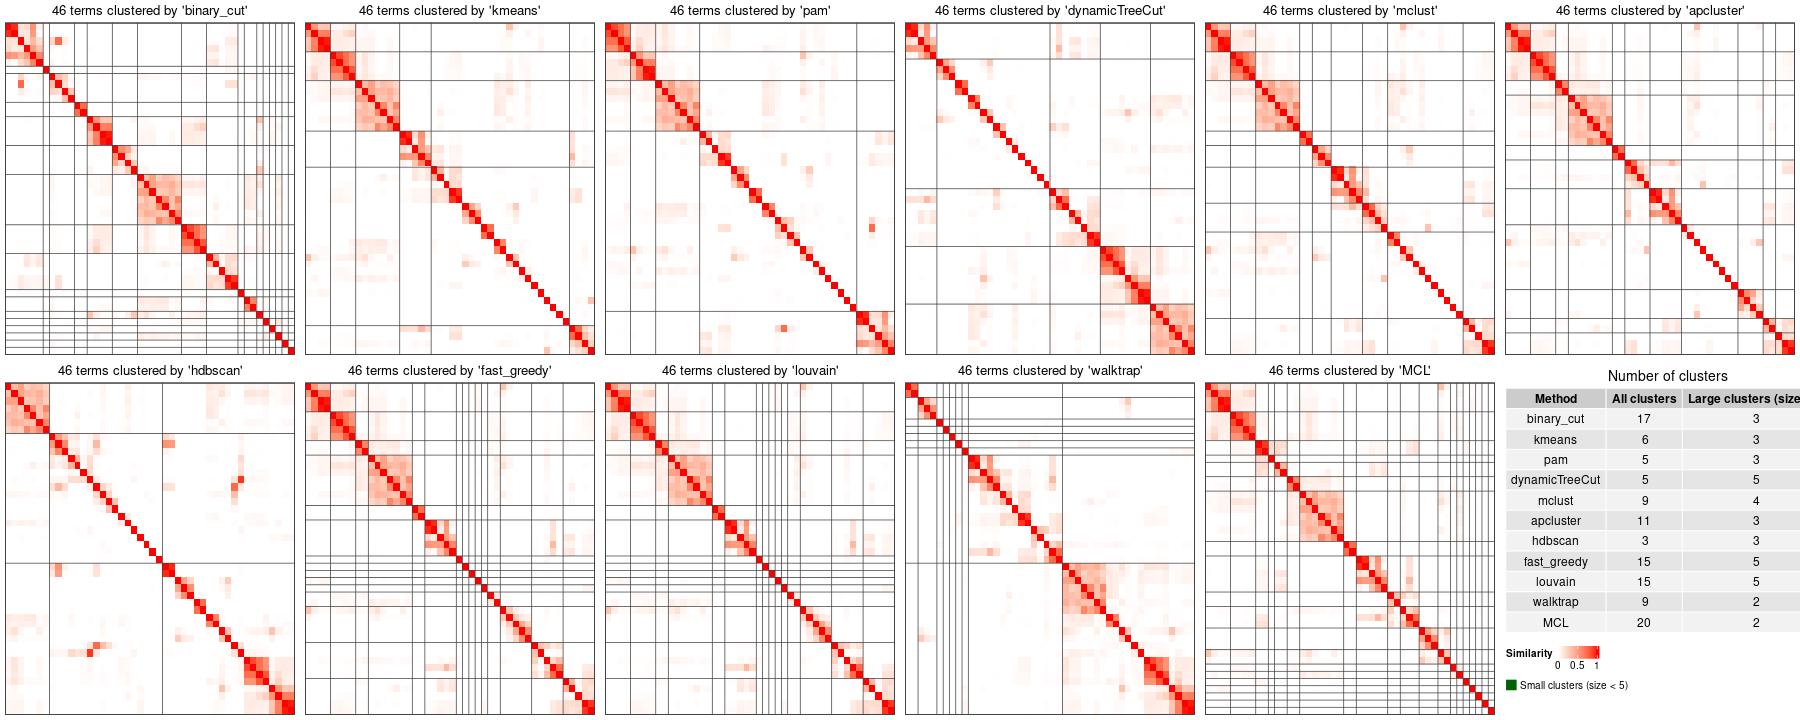 46 terms clustered by 'binary_cut'
46 terms clustered by 'kmeans'
46 terms clustered by 'pam'
46 terms clustered by 'dynamicTreeCut'
46 terms clustered by 'mclust'
46 terms clustered by 'apcluster'
46 terms clustered by 'hdbscan'
46 terms clustered by 'fast_greedy'
46 terms clustered by 'louvain'
46 terms clustered by 'walktrap'
46 terms clustered by 'MCL'
Number of clusters
Method All clusters Large clusters (size
binary_cut 17 3
kmeans 6 3
pam 5 3
dynamicTreeCut 5 5
mclust 9 4
apcluster 11 3
hdbscan 3 3
fast_greedy 15 5
louvain 15 5
walktrap 9 2
MCL 20 2
Similarity
0 0.5 1
Small clusters (size < 5)